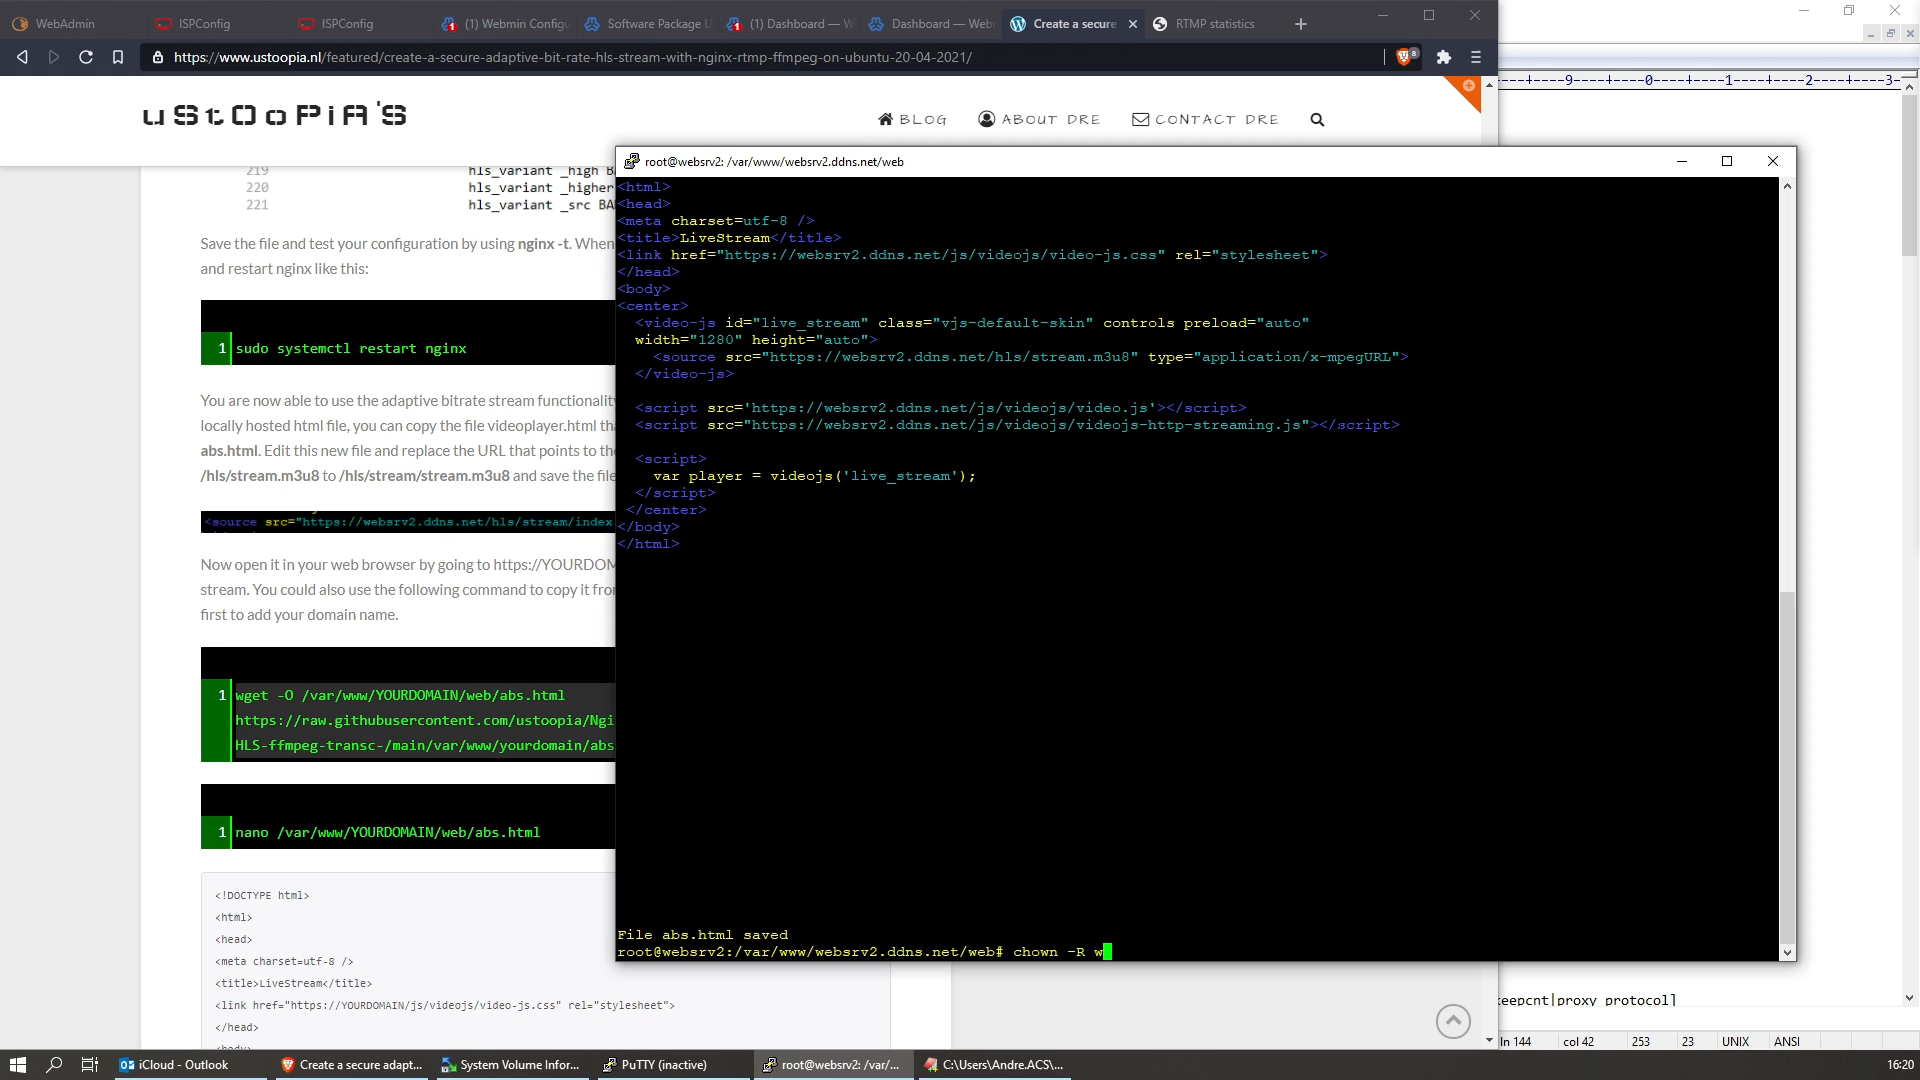 WebAdmin
ISPConfig
ISPConfig
(1) Webmin Configu
Software Package U
(1) Dashboard — W
Dashboard — Web
Create a secure
RTMP statistics
https://www.ustoopia.nl/featured/create-a-secure-adaptive-bit-rate-hls-stream-with-nginx-rtmp-ffmpeg-on-ubuntu-20-04-2021/
8
----+----9----+----0----+----1----+----2----+----3-
uStOoPiA'S
BLOG
ABOUT DRE
CONTACT DRE
219 hls_variant _high B
220 hls_variant _higher
221 hls_variant _src BA
Save the file and test your configuration by using nginx -t. When
and restart nginx like this:
1 sudo systemctl restart nginx
You are now able to use the adaptive bitrate stream functionality
locally hosted html file, you can copy the file videoplayer.html tha
abs.html. Edit this new file and replace the URL that points to the
/hls/stream.m3u8 to /hls/stream/stream.m3u8 and save the file
<source src="https://websrv2.ddns.net/hls/stream/index
Now open it in your web browser by going to https://YOURDOM
stream. You could also use the following command to copy it from
first to add your domain name.
1 wget -O /var/www/YOURDOMAIN/web/abs.html
https://raw.githubusercontent.com/ustoopia/Ngi
HLS-ffmpeg-transc-/main/var/www/yourdomain/abs
1 nano /var/www/YOURDOMAIN/web/abs.html
<!DOCTYPE html>
<html>
<head>
<meta charset=utf-8 />
<title>LiveStream</title>
<link href="https://YOURDOMAIN/js/videojs/video-js.css" rel="stylesheet">
</head>
root@websrv2: /var/www/websrv2.ddns.net/web
<html>
<head>
<meta charset=utf-8 />
<title>LiveStream</title>
<link href="https://websrv2.ddns.net/js/videojs/video-js.css" rel="stylesheet">
</head>
<body>
<center>
<video-js id="live_stream" class="vjs-default-skin" controls preload="auto"
width="1280" height="auto">
<source src="https://websrv2.ddns.net/hls/stream.m3u8" type="application/x-mpegURL">
</video-js>
<script src='https://websrv2.ddns.net/js/videojs/video.js'></script>
<script src="https://websrv2.ddns.net/js/videojs/videojs-http-streaming.js"></script>
<script>
var player = videojs('live_stream');
</script>
</center>
</body>
</html>
File abs.html saved
root@websrv2:/var/www/websrv2.ddns.net/web# chown -R w
keepcnt|proxy_protocol]
ln 144 col 42 253 23 UNIX ANSI
iCloud - Outlook
Create a secure adapt...
System Volume Infor...
PuTTY (inactive)
root@websrv2: /var/...
C:\Users\Andre.ACS\...
16:20